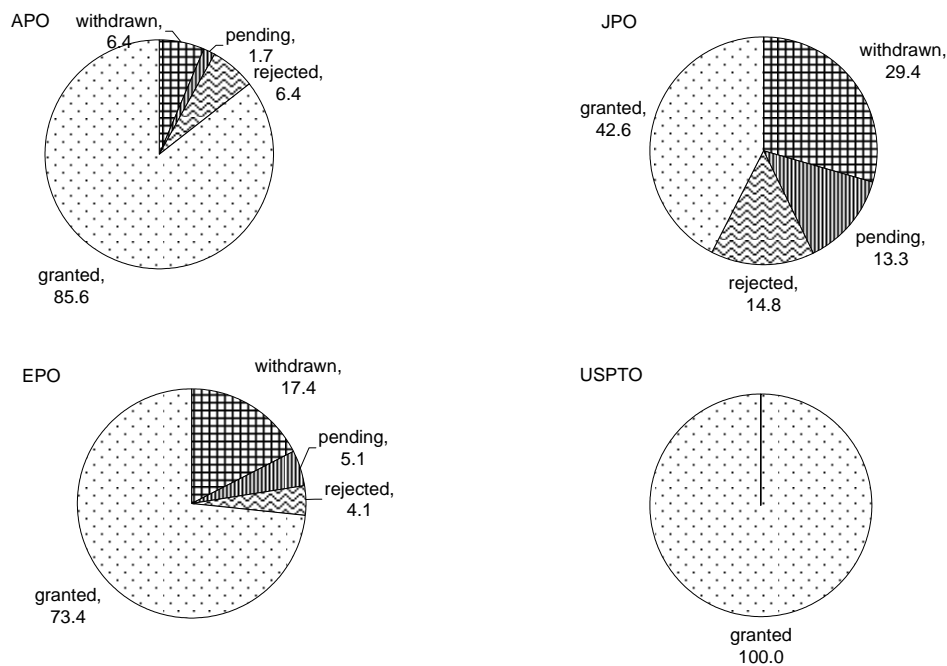 APO
withdrawn,
6.4
pending,
1.7
rejected,
6.4
granted,
85.6
JPO
withdrawn,
29.4
granted,
42.6
pending,
13.3
rejected,
14.8
EPO
withdrawn,
17.4
pending,
5.1
rejected,
4.1
granted,
73.4
USPTO
granted
100.0